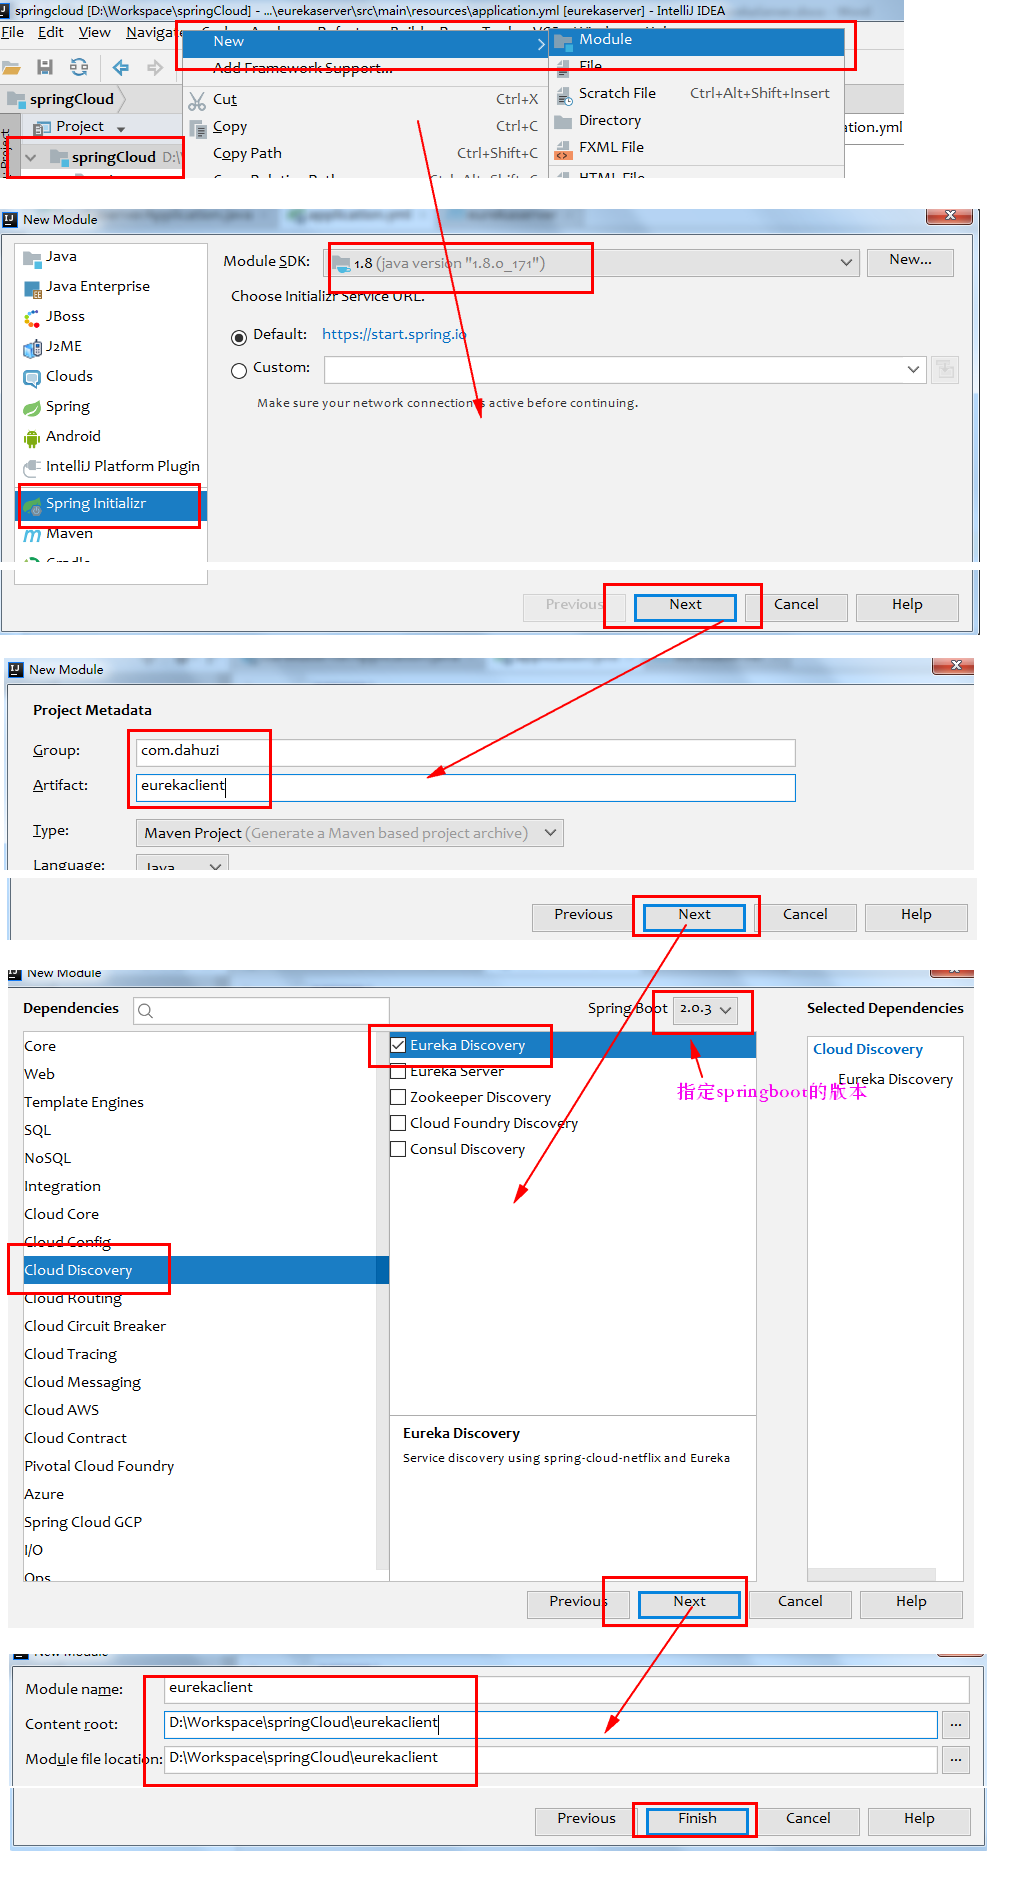 springcloud [D:\Workspace\springCloud] - ...\eurekaserver\src\main\resources\application.yml [eurekaserver] - IntelliJ IDEA
File Edit View Navigate
New
Module
Add Framework Support...
File
springCloud
Cut Ctrl+X
Scratch File Ctrl+Alt+Shift+Insert
Project
Copy Ctrl+C
Directory
ation.yml
springCloud D:\
Copy Path Ctrl+Shift+C
FXML File
HTML File
New Module
Java
Java Enterprise
JBoss
J2ME
Clouds
Spring
Android
IntelliJ Platform Plugin
Spring Initializr
Maven
Gradle
Module SDK: 1.8 (java version "1.8.0_171") New...
Choose Initializr Service URL.
Default: https://start.spring.io
Custom:
Make sure your network connection is active before continuing.
Previous Next Cancel Help
New Module
Project Metadata
Group: com.dahuzi
Artifact: eurekaclient
Type: Maven Project (Generate a Maven based project archive)
Language: Java
Previous Next Cancel Help
New Module
Dependencies
Spring Boot 2.0.3
Selected Dependencies
Core
Web
Template Engines
SQL
NoSQL
Integration
Cloud Core
Cloud Config
Cloud Discovery
Cloud Routing
Cloud Circuit Breaker
Cloud Tracing
Cloud Messaging
Cloud AWS
Cloud Contract
Pivotal Cloud Foundry
Azure
Spring Cloud GCP
I/O
Ops
Eureka Discovery
Eureka Server
Zookeeper Discovery
Cloud Foundry Discovery
Consul Discovery
Cloud Discovery
Eureka Discovery
指定springboot的版本
Eureka Discovery
Service discovery using spring-cloud-netflix and Eureka
Previous Next Cancel Help
New Module
Module name: eurekaclient
Content root: D:\Workspace\springCloud\eurekaclient
Module file location: D:\Workspace\springCloud\eurekaclient
Previous Finish Cancel Help